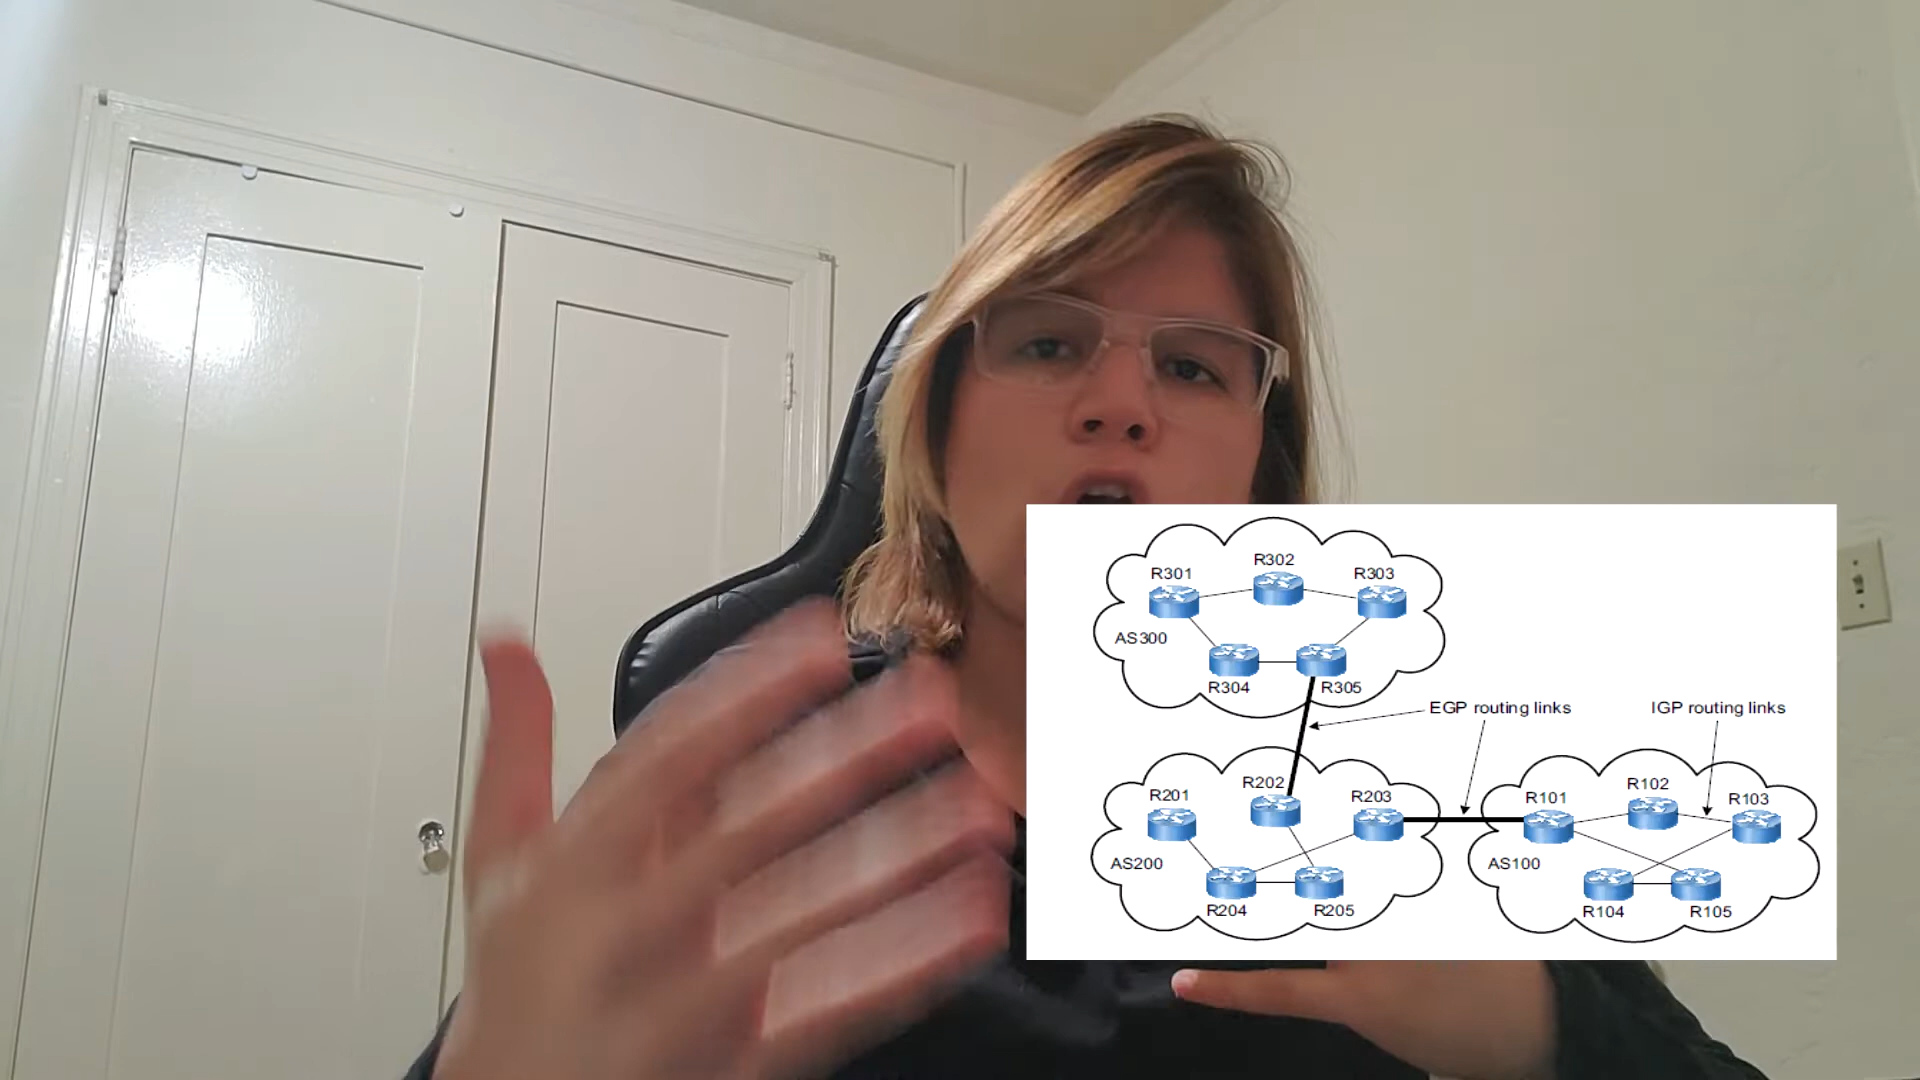 R301
R302
R303
AS300
R304
R305
EGP routing links
IGP routing links
R201
R202
R203
R101
R102
R103
AS200
AS100
R204
R205
R104
R105